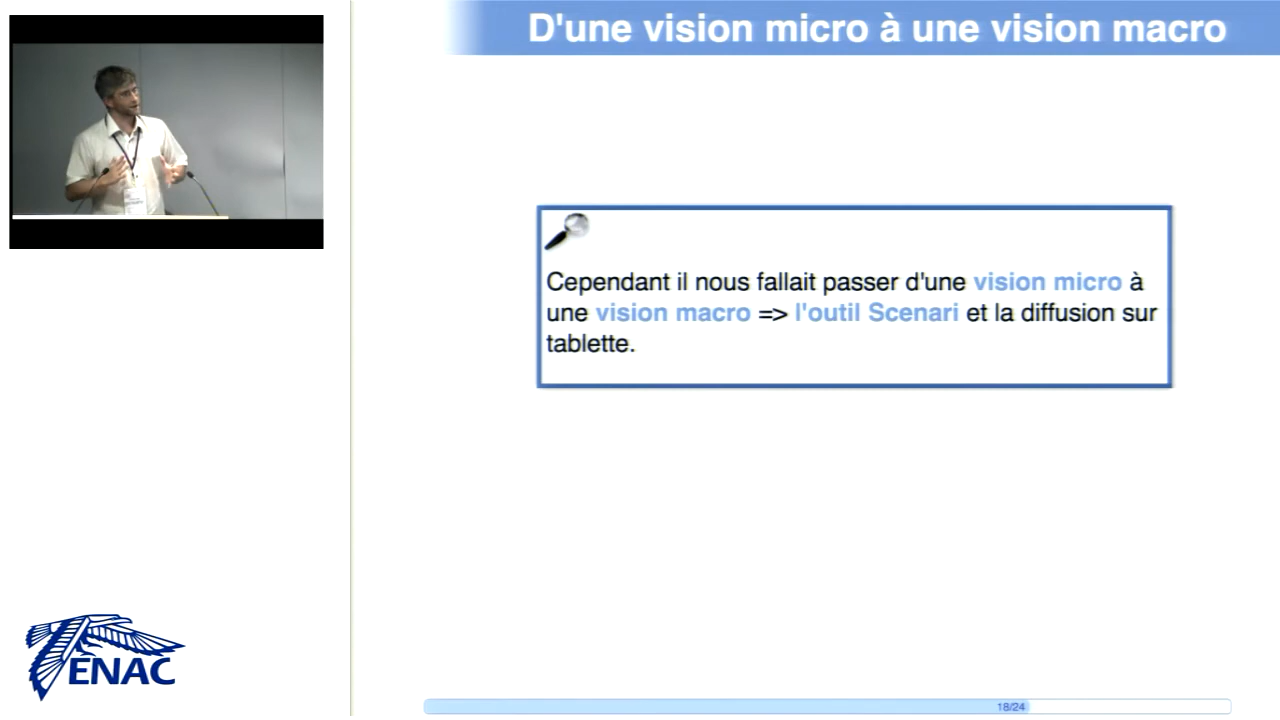 D'une vision micro à une vision macro
Cependant il nous fallait passer d'une vision micro à
une vision macro => l'outil Scenari et la diffusion sur
tablette.
ENAC
18/24